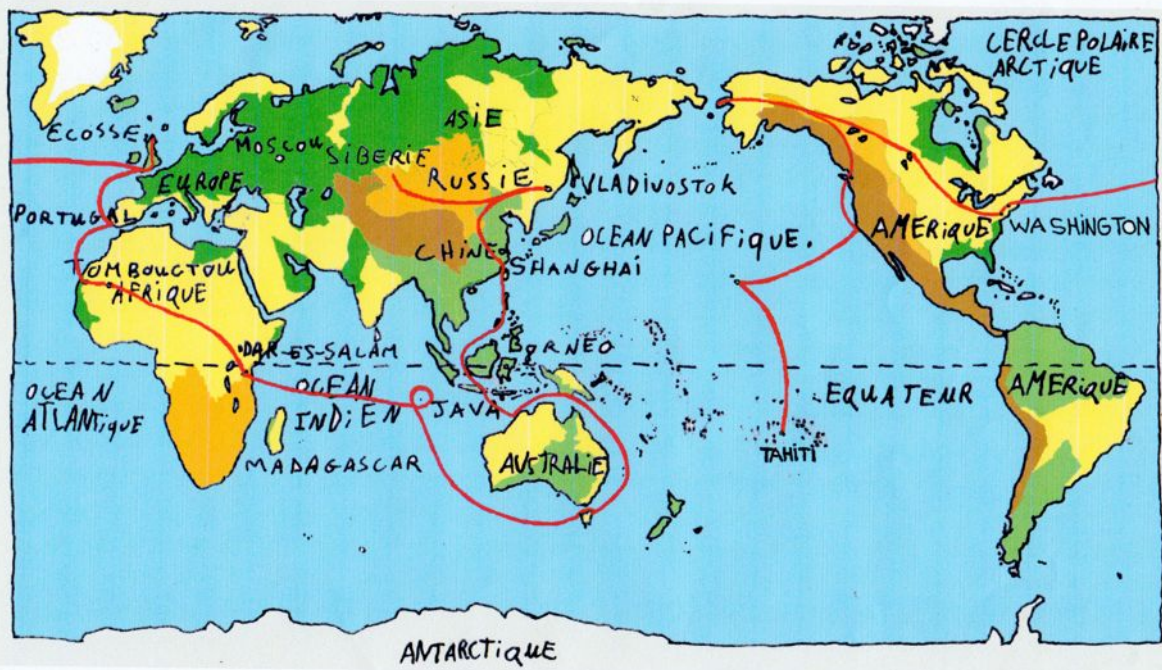 CERCLE POLAIRE
ARCTIQUE
ECOSSE
ASIE
MOSCOU
SIBERIE
EUROPE
RUSSIE
VLADIVOSTOK
PORTUGAL
OCEAN PACIFIQUE.
AMERIQUE
WASHINGTON
CHINE
SHANGHAI
TOMBOUCTOU
AFRIQUE
DAR-ES-SALAM
BORNEO
OCEAN
ATLANTIQUE
OCEAN
INDIEN
JAVA
EQUATEUR
AMERIQUE
MADAGASCAR
AUSTRALIE
TAHITI
ANTARCTIQUE